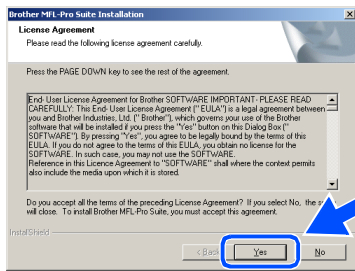 Brother MFL-Pro Suite Installation
License Agreement
Please read the following license agreement carefully.
Press the PAGE DOWN key to see the rest of the agreement.
End- User License Agreement for Brother SOFTWARE IMPORTANT- PLEASE READ
CAREFULLY: This End- User License Agreement ("EULA") is a legal agreement between
you and Brother Industries, Ltd. ("Brother"), which governs your use of the Brother
software that will be installed if you press the "Yes" button on this Dialog Box ("
SOFTWARE"). By pressing "Yes", you agree to be legally bound by the terms of this
EULA. If you do not agree to the terms of this EULA, you obtain no license for the
SOFTWARE. In such case, you may not use the SOFTWARE.
Reference in this Licence Agreement to "SOFTWARE" shall where the context permits
also include the media upon which it is stored.
Do you accept all the terms of the preceding License Agreement? If you select No, the
will close. To install Brother MFL-Pro Suite, you must accept this agreement.
InstallShield
< Back
Yes
No